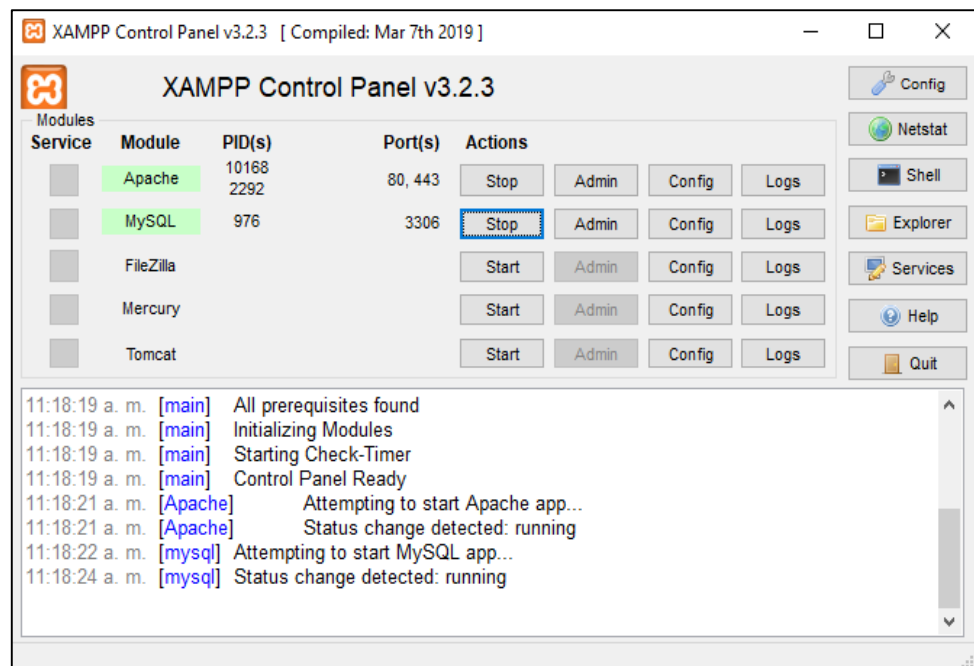 XAMPP Control Panel v3.2.3 [ Compiled: Mar 7th 2019 ]
XAMPP Control Panel v3.2.3
Config
Modules
Service Module PID(s) Port(s) Actions
Netstat
Apache 10168 2292 80, 443 Stop Admin Config Logs
Shell
MySQL 976 3306 Stop Admin Config Logs
Explorer
FileZilla Start Admin Config Logs
Services
Mercury Start Admin Config Logs
Help
Tomcat Start Admin Config Logs
Quit
11:18:19 a. m. [main] All prerequisites found
11:18:19 a. m. [main] Initializing Modules
11:18:19 a. m. [main] Starting Check-Timer
11:18:19 a. m. [main] Control Panel Ready
11:18:21 a. m. [Apache] Attempting to start Apache app...
11:18:21 a. m. [Apache] Status change detected: running
11:18:22 a. m. [mysql] Attempting to start MySQL app...
11:18:24 a. m. [mysql] Status change detected: running